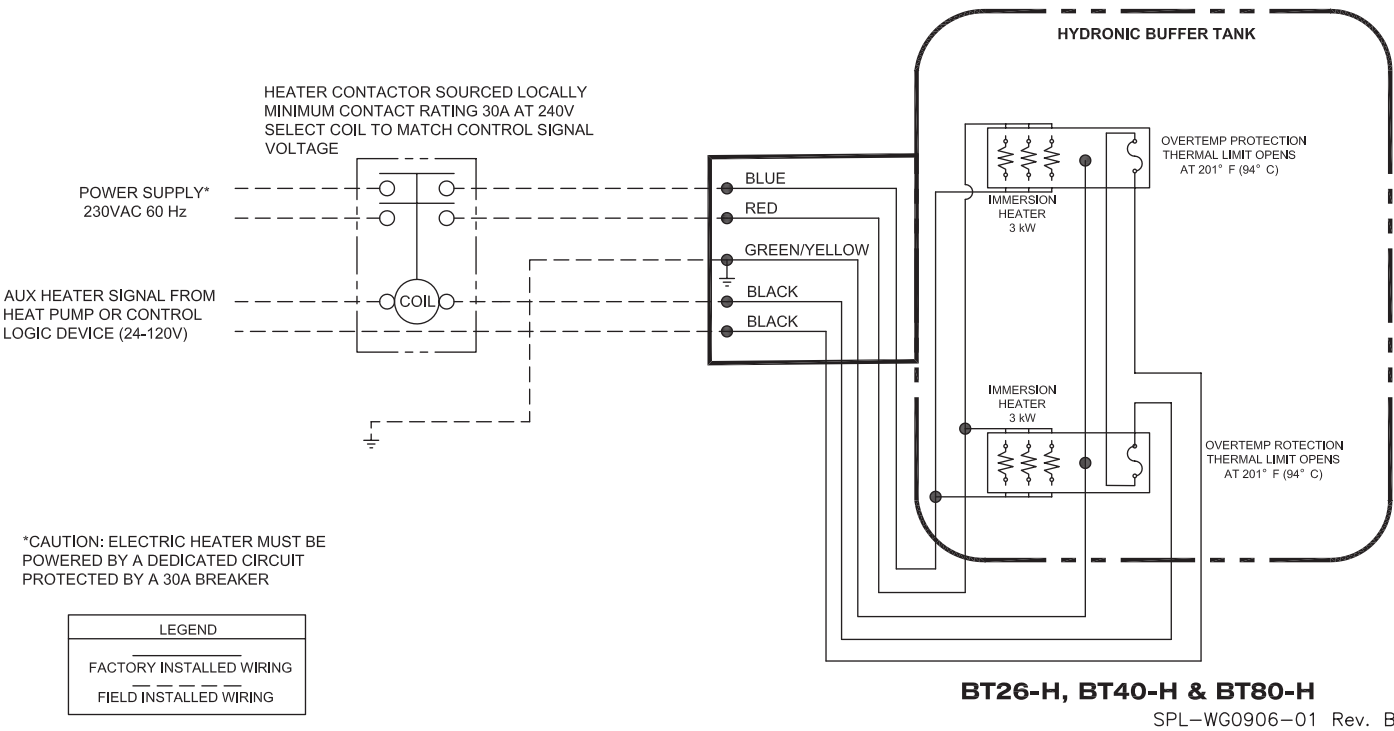 HYDRONIC BUFFER TANK
HEATER CONTACTOR SOURCED LOCALLY
MINIMUM CONTACT RATING 30A AT 240V
SELECT COIL TO MATCH CONTROL SIGNAL
VOLTAGE
POWER SUPPLY*
230VAC 60 Hz
AUX HEATER SIGNAL FROM
HEAT PUMP OR CONTROL
LOGIC DEVICE (24-120V)
COIL
BLUE
RED
GREEN/YELLOW
BLACK
BLACK
OVERTEMP PROTECTION
THERMAL LIMIT OPENS
AT 201° F (94° C)
IMMERSION
HEATER
3 kW
IMMERSION
HEATER
3 kW
OVERTEMP ROTECTION
THERMAL LIMIT OPENS
AT 201° F (94° C)
*CAUTION: ELECTRIC HEATER MUST BE
POWERED BY A DEDICATED CIRCUIT
PROTECTED BY A 30A BREAKER
LEGEND
FACTORY INSTALLED WIRING
FIELD INSTALLED WIRING
BT26-H, BT40-H & BT80-H
SPL-WG0906-01 Rev. B